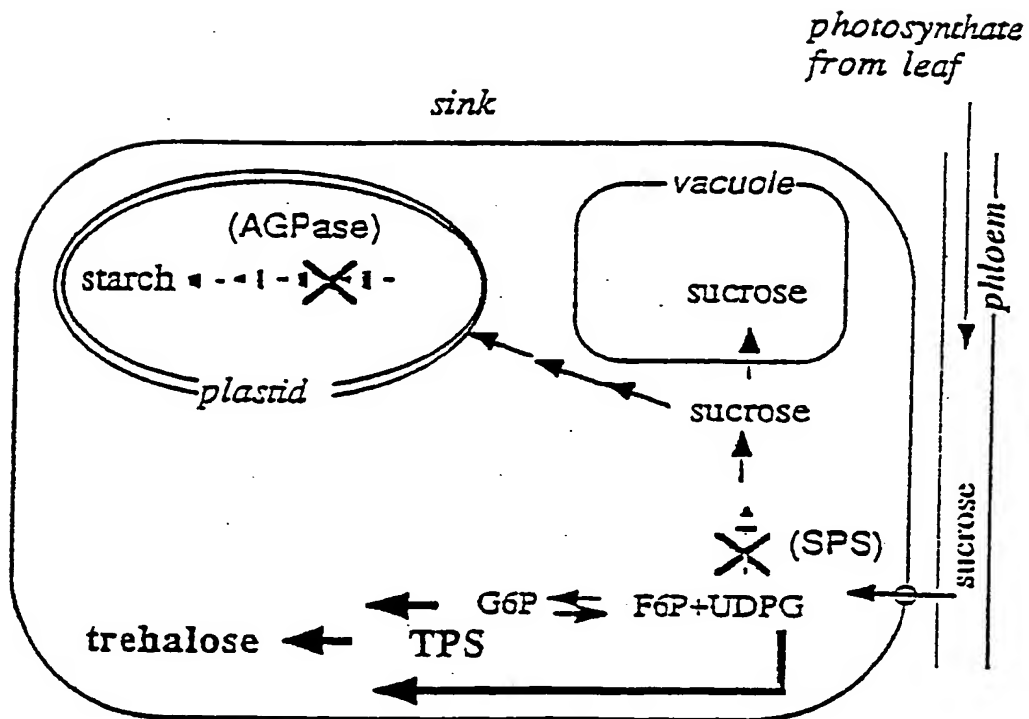 photosynthate
from leaf
sink
vacuole
(AGPase)
starch
sucrose
phloem
plastid
sucrose
sucrose
(SPS)
G6P
F6P+UDPG
trehalose
TPS